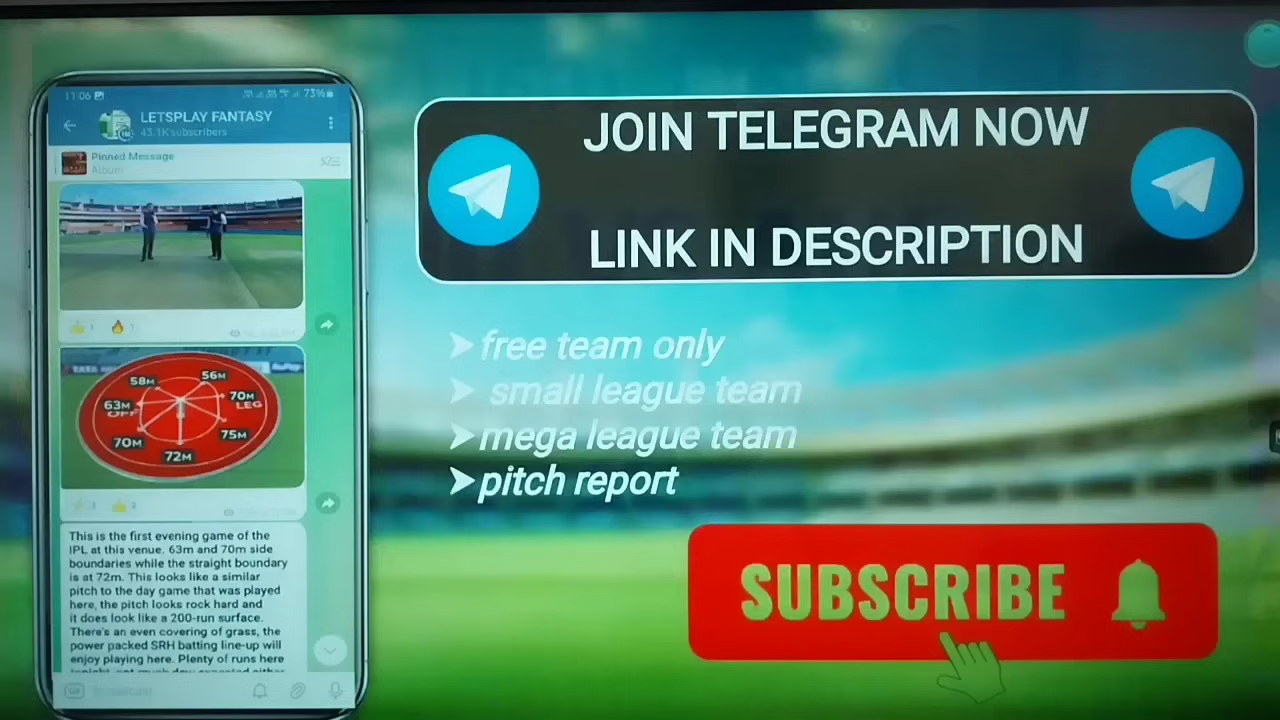 11:06
73%
LETSPLAY FANTASY
43.1K subscribers
Pinned Message
Album
58M
56M
63M
70M
LEG
70M
75M
72M
This is the first evening game of the
IPL at this venue. 63m and 70m side
boundaries while the straight boundary
is at 72m. This looks like a similar
pitch to the day game that was played
here, the pitch looks rock hard and
it does look like a 200-run surface.
There's an even covering of grass, the
power packed SRH batting line-up will
enjoy playing here. Plenty of runs here
JOIN TELEGRAM NOW
LINK IN DESCRIPTION
➤free team only
➤ small league team
➤mega league team
➤pitch report
SUBSCRIBE